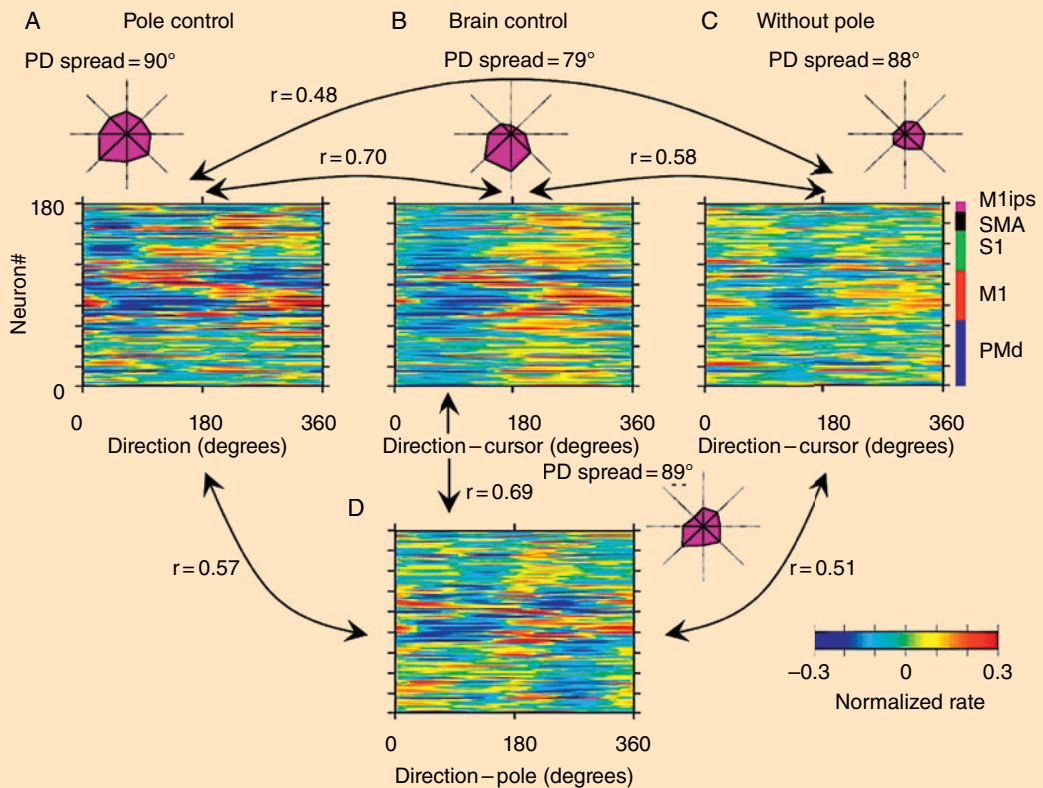 A Pole control
B Brain control
C Without pole
PD spread = 90°
PD spread = 79°
PD spread = 88°
r = 0.48
r = 0.70
r = 0.58
180
Neuron#
0
M1ips
SMA
S1
M1
PMd
0 180 360
0 180 360
0 180 360
Direction (degrees)
Direction – cursor (degrees)
Direction – cursor (degrees)
PD spread = 89°
r = 0.69
D
r = 0.57
r = 0.51
–0.3 0 0.3
Normalized rate
0 180 360
Direction – pole (degrees)